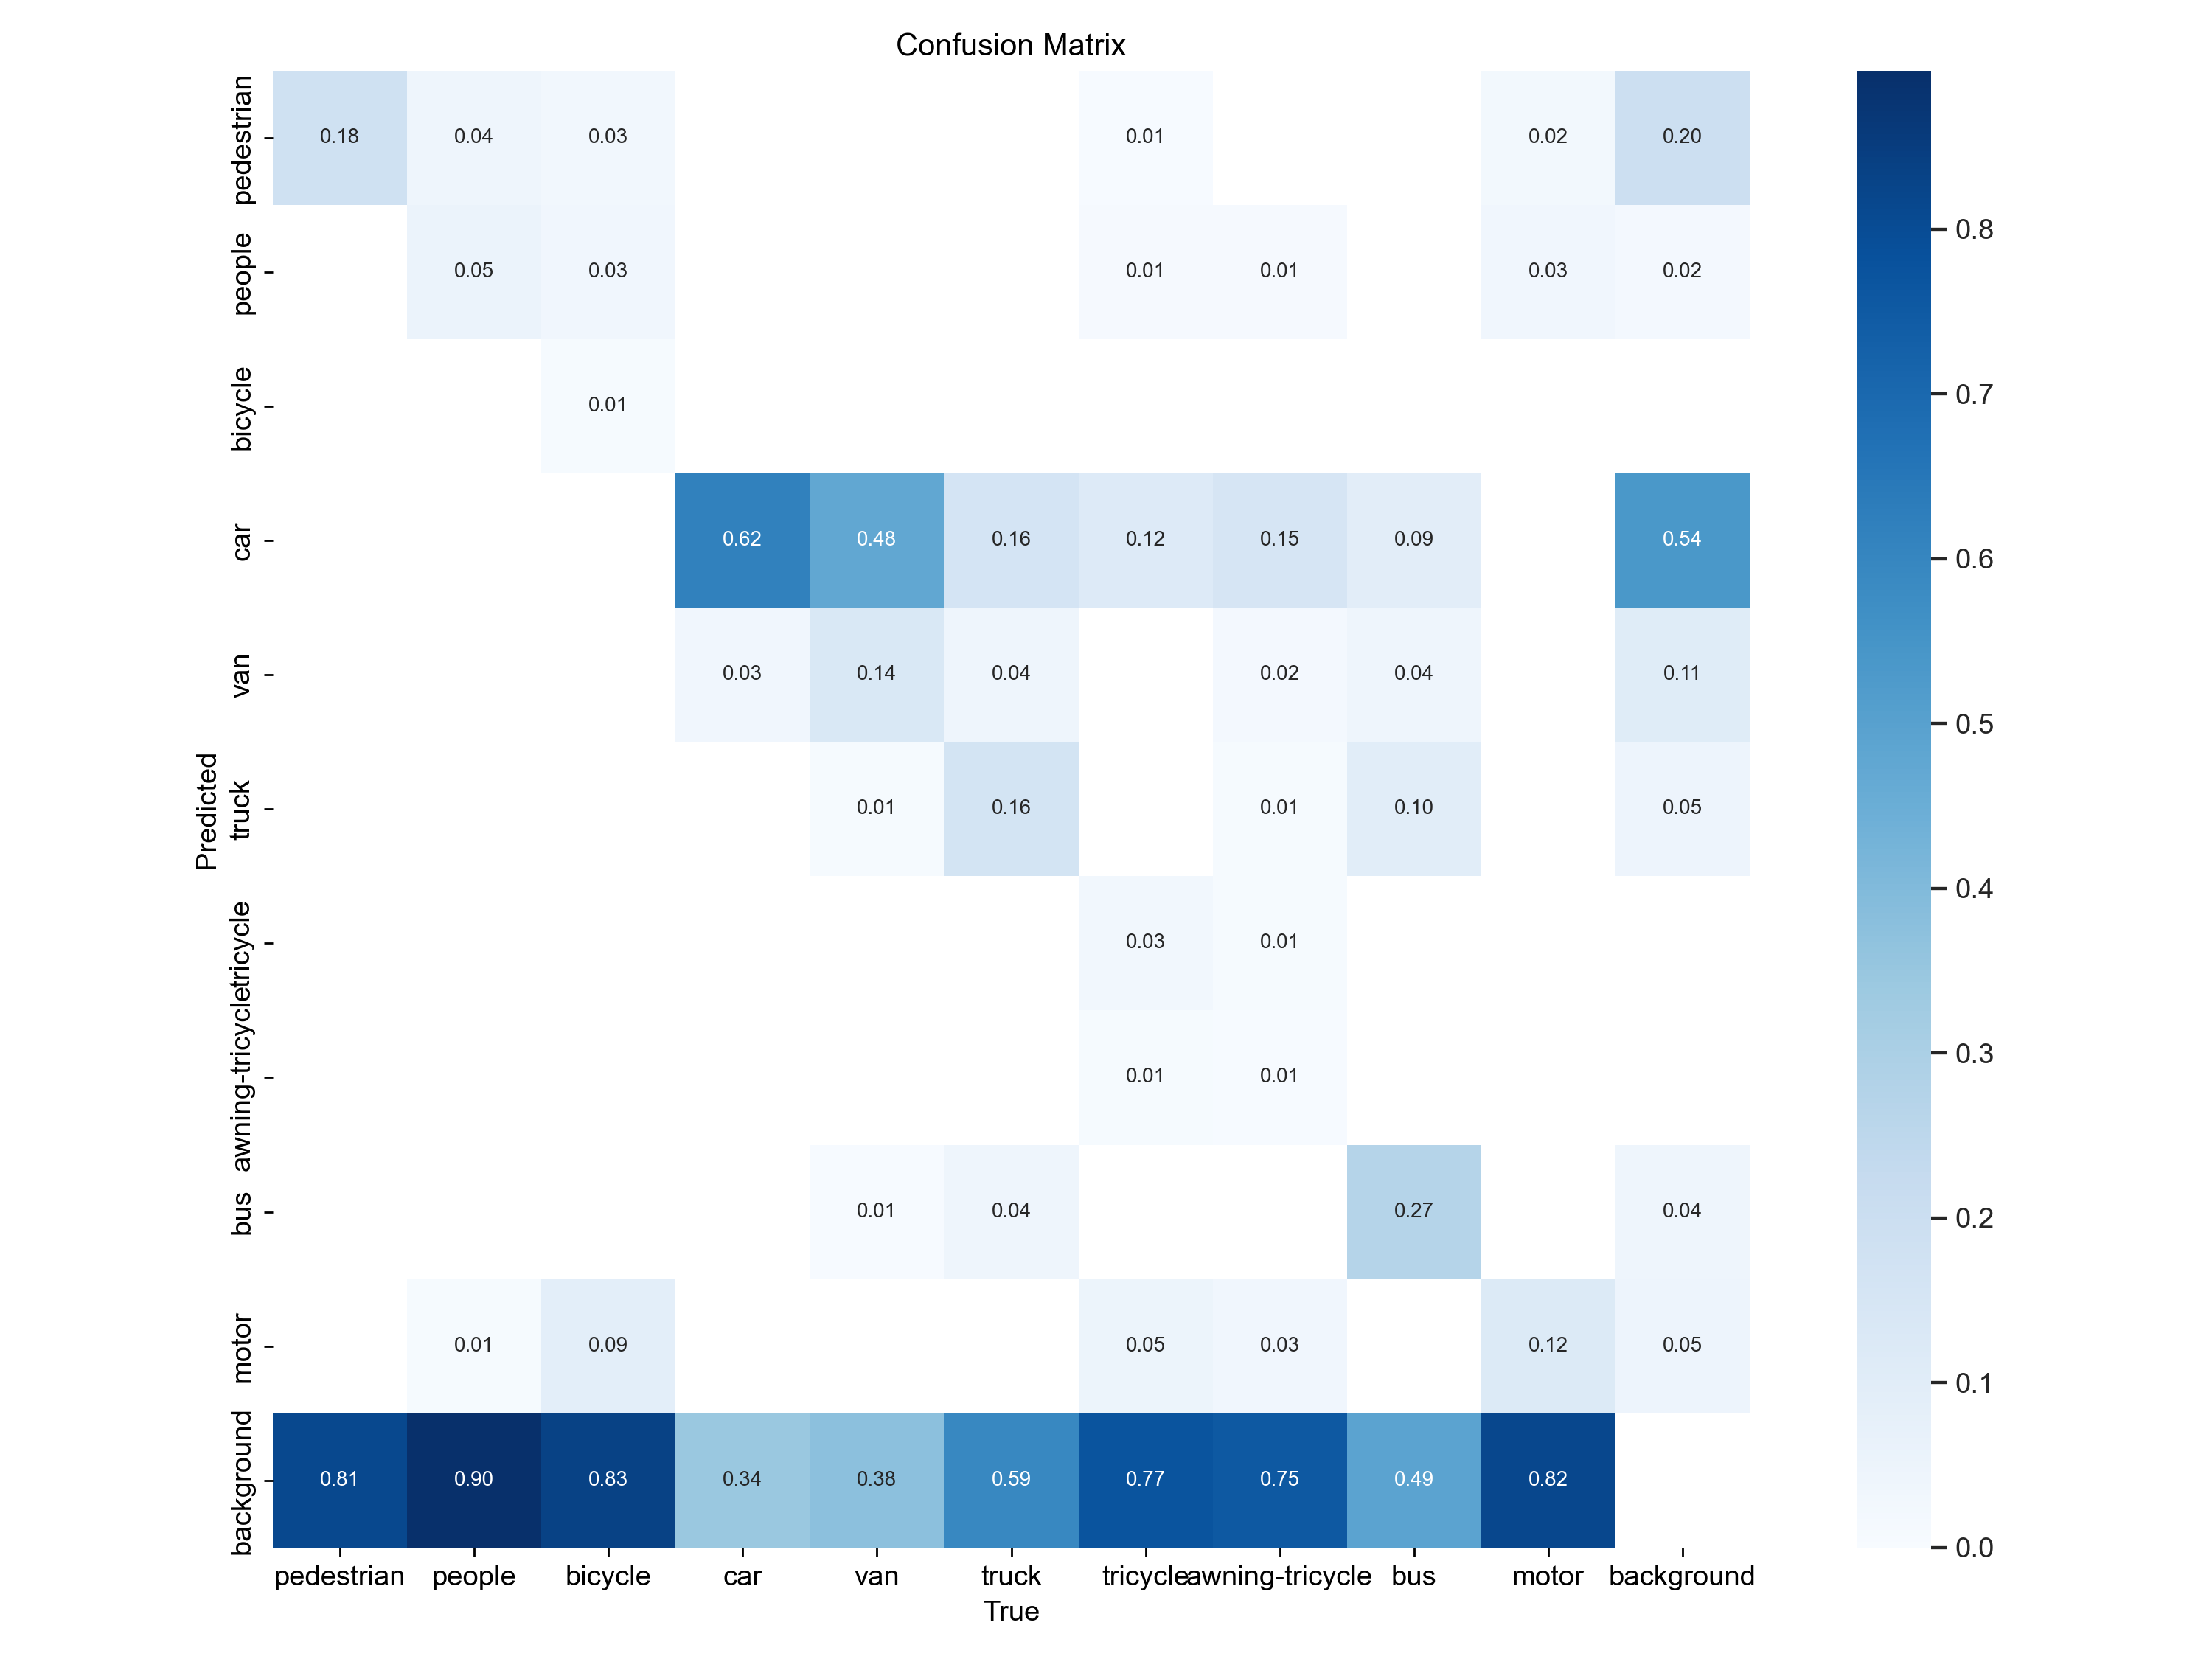 Confusion Matrix
pedestrian 0.18 0.04 0.03 0.01 0.02 0.20
people 0.05 0.03 0.01 0.01 0.03 0.02
bicycle 0.01
car 0.62 0.48 0.16 0.12 0.15 0.09 0.54
van 0.03 0.14 0.04 0.02 0.04 0.11
truck 0.01 0.16 0.01 0.10 0.05
tricycle 0.03 0.01
awning-tricycle 0.01 0.01
bus 0.01 0.04 0.27 0.04
motor 0.01 0.09 0.05 0.03 0.12 0.05
background 0.81 0.90 0.83 0.34 0.38 0.59 0.77 0.75 0.49 0.82
Predicted
pedestrian people bicycle car van truck tricycle awning-tricycle bus motor background
True
0.8
0.7
0.6
0.5
0.4
0.3
0.2
0.1
0.0